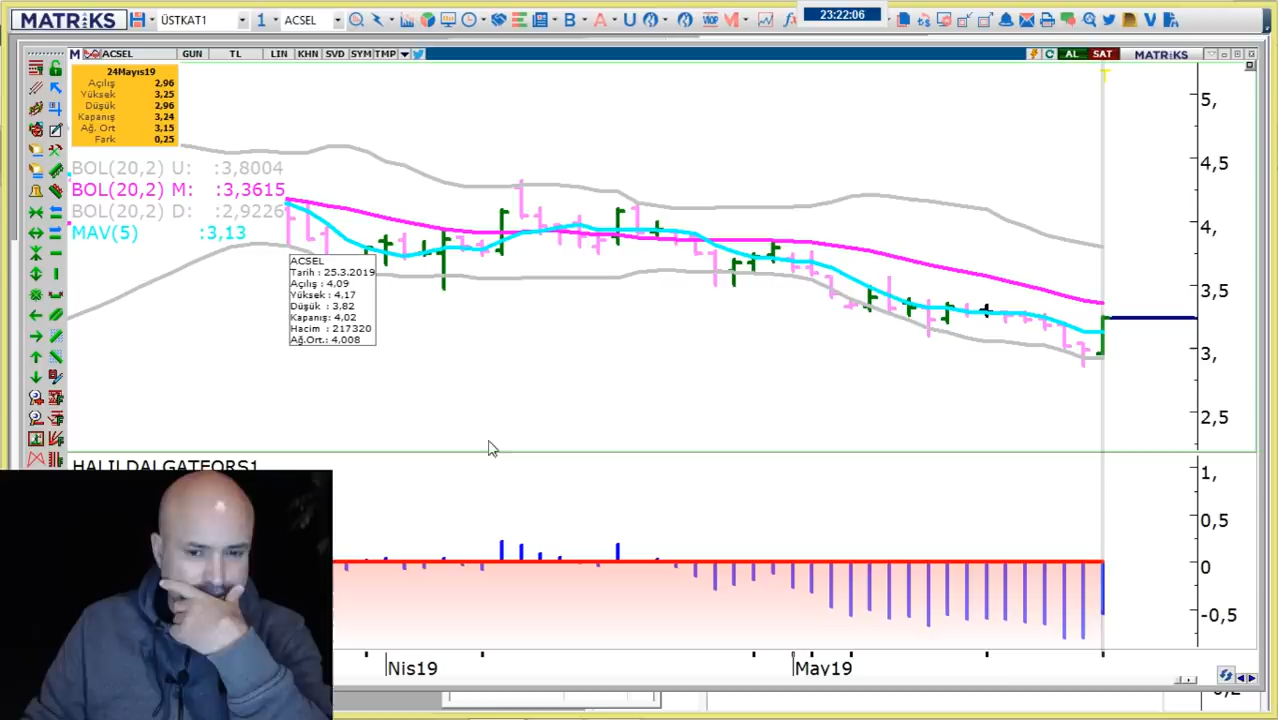 MATRİKS ÜSTKAT1 1 ACSEL B A U 23:22:06
M ACSEL GUN TL LIN KHN SVD SYM TMP AL SAT MATRİKS
24Mayıs19
Açılış 2,96
Yüksek 3,25
Düşük 2,96
Kapanış 3,24
Ağ. Ort 3,15
Fark 0,25
BOL(20,2) U: :3,8004
BOL(20,2) M: :3,3615
BOL(20,2) D: :2,9226
MAV(5) :3,13
ACSEL
Tarih : 25.3.2019
Açılış : 4,09
Yüksek : 4,17
Düşük : 3,82
Kapanış: 4,02
Hacim : 217320
Ağ.Ort.: 4,008
5,
4,5
4,
3,5
3,
2,5
HALILDALGATEORS1
1,
0,5
0
-0,5
Nis19 May19